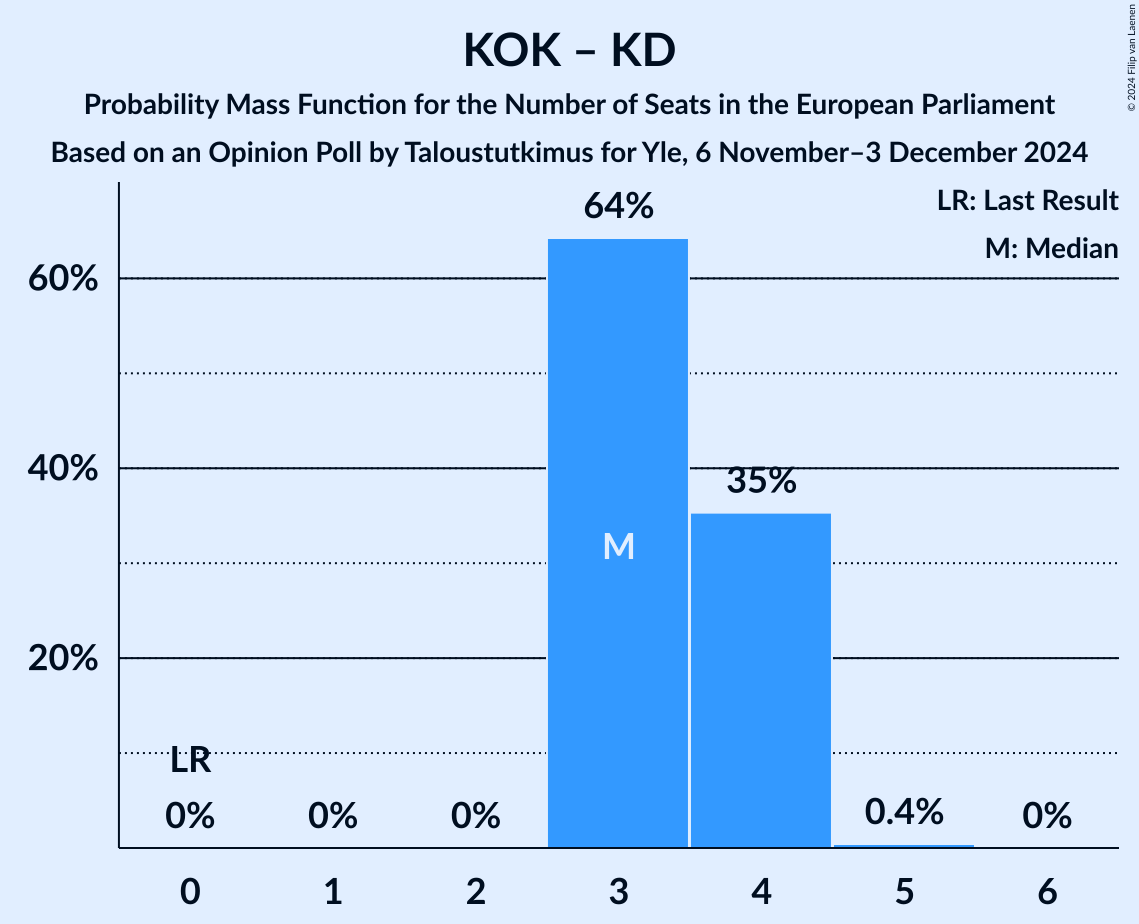 KOK – KD
Probability Mass Function for the Number of Seats in the European Parliament
Based on an Opinion Poll by Taloustutkimus for Yle, 6 November–3 December 2024
© 2024 Filip van Laenen
LR: Last Result
M: Median
64%
60%
40%
35%
M
20%
LR
0%
0%
0%
0.4%
0%
0
1
2
3
4
5
6